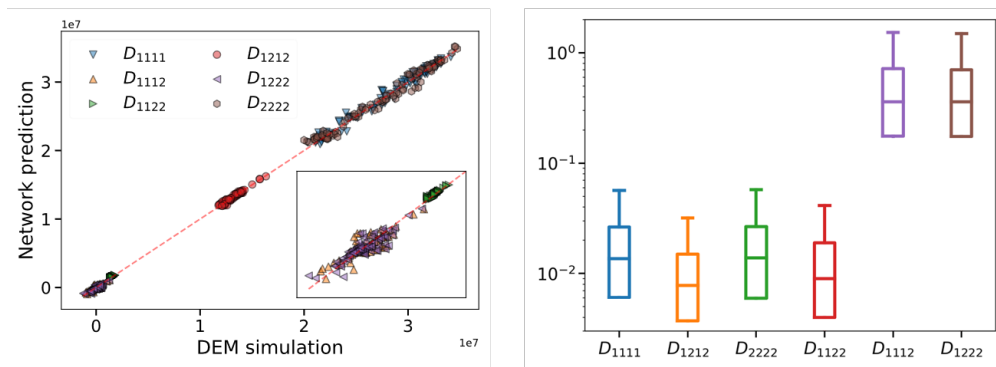 1e7
D1111 D1212
D1112 D1222
D1122 D2222
Network prediction
3
2
1
0
0 1 2 3
DEM simulation 1e7
10^0
10^-1
10^-2
D1111 D1212 D2222 D1122 D1112 D1222